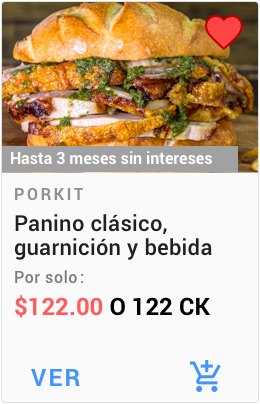 Hasta 3 meses sin intereses
PORKIT
Panino clásico,
guarnición y bebida
Por solo:
$122.00 O 122 CK
VER